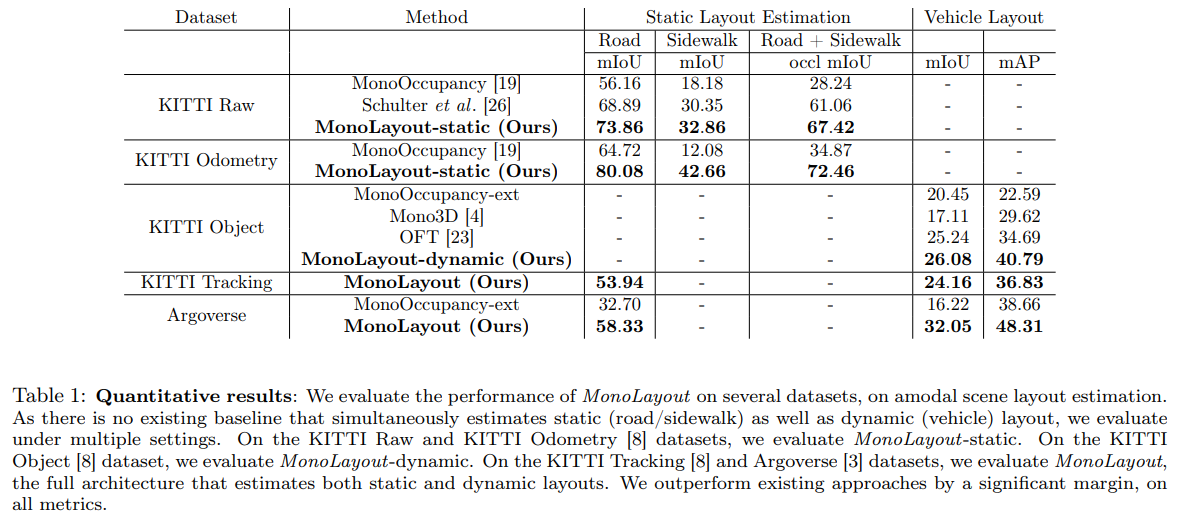 Dataset Method Static Layout Estimation Vehicle Layout
Road Sidewalk Road + Sidewalk
mIoU mIoU occl mIoU mIoU mAP
KITTI Raw
MonoOccupancy [19] 56.16 18.18 28.24 - -
Schulter et al. [26] 68.89 30.35 61.06 - -
MonoLayout-static (Ours) 73.86 32.86 67.42 - -
KITTI Odometry
MonoOccupancy [19] 64.72 12.08 34.87 - -
MonoLayout-static (Ours) 80.08 42.66 72.46 - -
KITTI Object
MonoOccupancy-ext - - - 20.45 22.59
Mono3D [4] - - - 17.11 29.62
OFT [23] - - - 25.24 34.69
MonoLayout-dynamic (Ours) - - - 26.08 40.79
KITTI Tracking MonoLayout (Ours) 53.94 - - 24.16 36.83
Argoverse
MonoOccupancy-ext 32.70 - - 16.22 38.66
MonoLayout (Ours) 58.33 - - 32.05 48.31
Table 1: Quantitative results: We evaluate the performance of MonoLayout on several datasets, on amodal scene layout estimation.
As there is no existing baseline that simultaneously estimates static (road/sidewalk) as well as dynamic (vehicle) layout, we evaluate
under multiple settings. On the KITTI Raw and KITTI Odometry [8] datasets, we evaluate MonoLayout-static. On the KITTI
Object [8] dataset, we evaluate MonoLayout-dynamic. On the KITTI Tracking [8] and Argoverse [3] datasets, we evaluate MonoLayout,
the full architecture that estimates both static and dynamic layouts. We outperform existing approaches by a significant margin, on
all metrics.